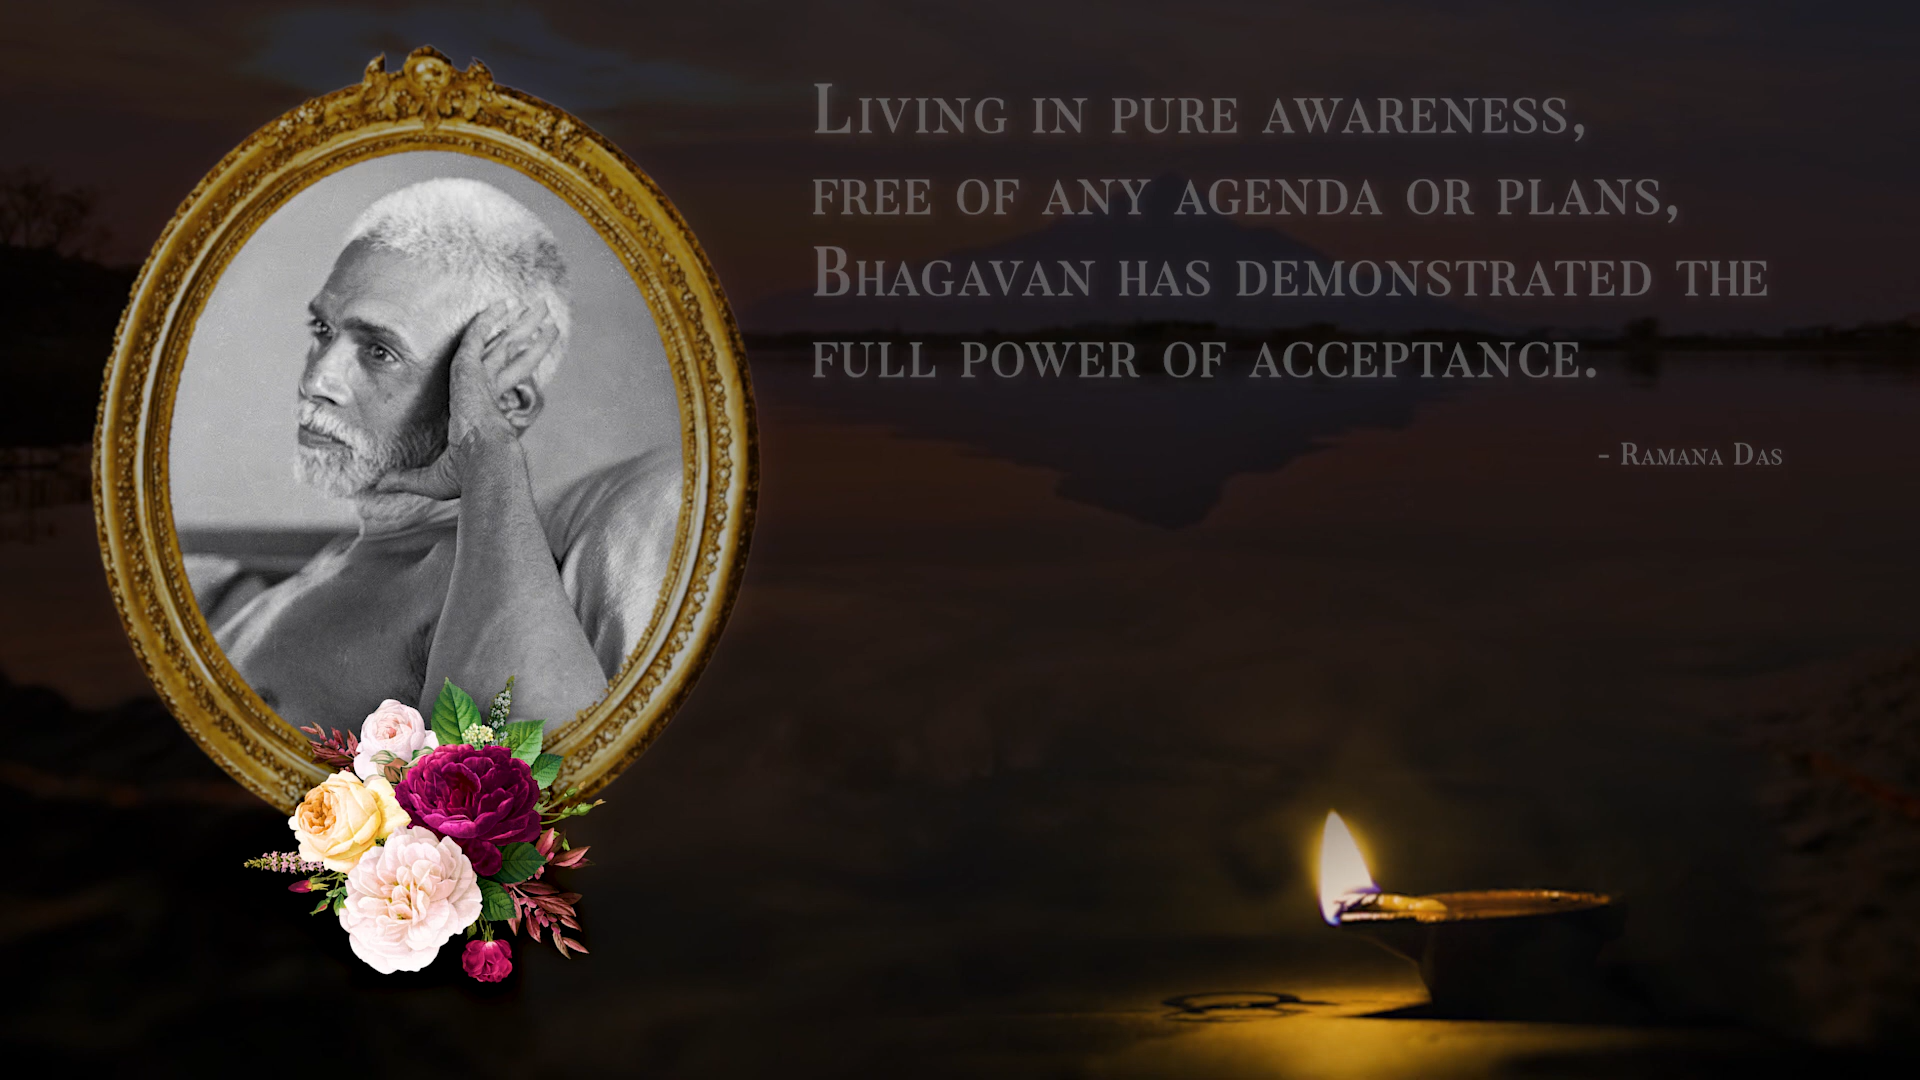 Living in pure awareness,
free of any agenda or plans,
Bhagavan has demonstrated the
full power of acceptance.
- Ramana Das